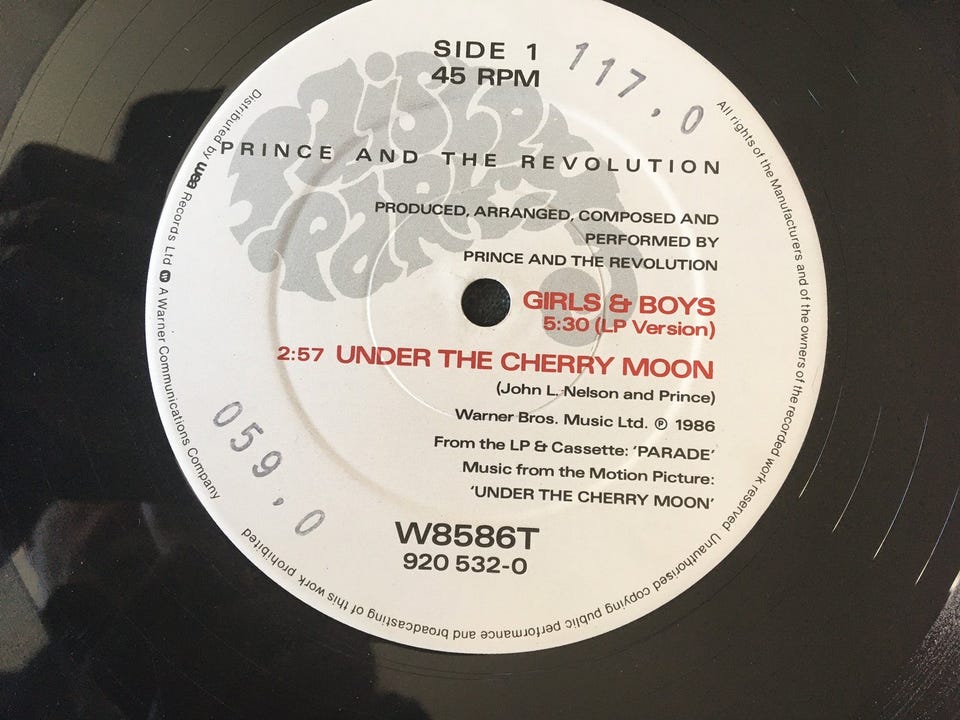 SIDE 1
45 RPM
117.0
PAISLEY
PARK
PRINCE AND THE REVOLUTION
PRODUCED, ARRANGED, COMPOSED AND
PERFORMED BY
PRINCE AND THE REVOLUTION
GIRLS & BOYS
5:30 (LP Version)
2:57 UNDER THE CHERRY MOON
(John L. Nelson and Prince)
Warner Bros. Music Ltd. ℗ 1986
From the LP & Cassette: 'PARADE'
Music from the Motion Picture:
'UNDER THE CHERRY MOON'
059.0
W8586T
920 532-0
All rights of the Manufacturers and of the owners of the recorded work reserved Unauthorised copying public performance and broadcasting of this work prohibited
Distributed by wea Records Ltd W A Warner Communications Company